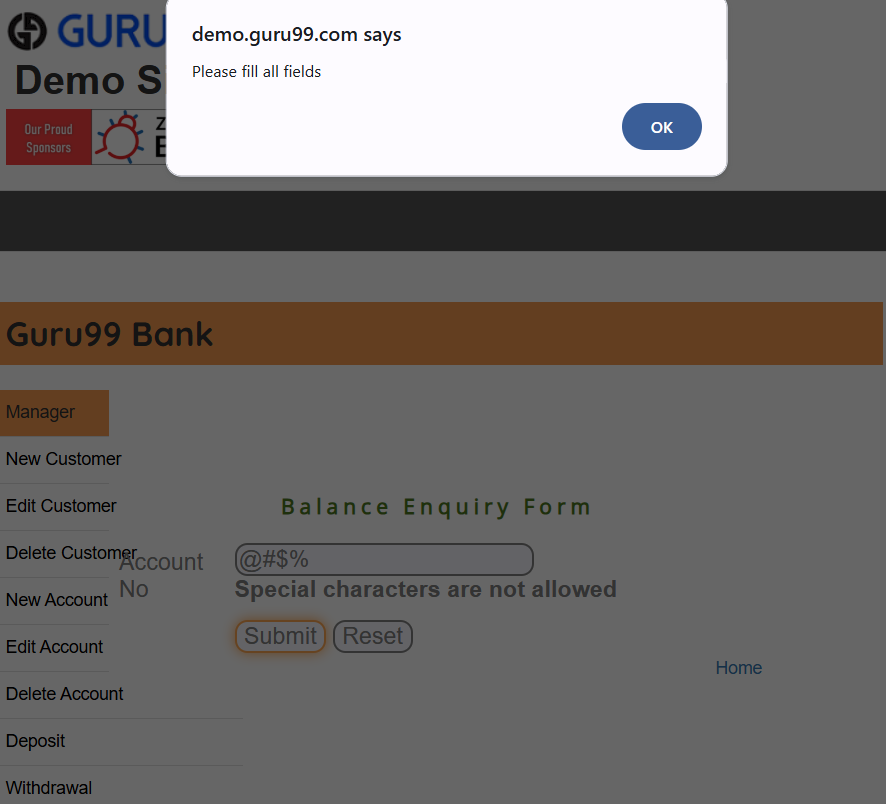 demo.guru99.com says
Please fill all fields
OK
GURU
Demo S
Our Proud
Sponsors
Guru99 Bank
Manager
New Customer
Edit Customer
Delete Customer
New Account
Edit Account
Delete Account
Deposit
Withdrawal
Balance Enquiry Form
Account No
@#$%
Special characters are not allowed
Submit Reset
Home